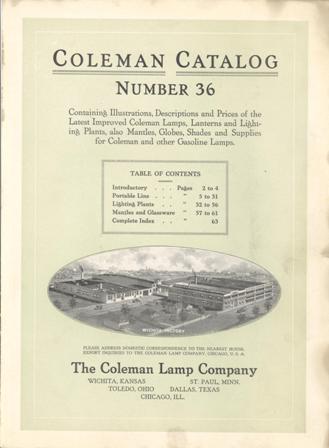 COLEMAN CATALOG
NUMBER 36
Containing Illustrations, Descriptions and Prices of the
Latest Improved Coleman Lamps, Lanterns and Light-
ing Plants, also Mantles, Globes, Shades and Supplies
for Coleman and other Gasoline Lamps.
TABLE OF CONTENTS
Introductory . . . Pages 2 to 4
Portable Line . . . " 5 to 31
Lighting Plants . . " 32 to 56
Mantles and Glassware " 57 to 61
Complete Index . . " 63
WICHITA FACTORY
PLEASE ADDRESS DOMESTIC CORRESPONDENCE TO THE NEAREST HOUSE.
EXPORT INQUIRIES TO THE COLEMAN LAMP COMPANY, CHICAGO, U. S. A.
The Coleman Lamp Company
WICHITA, KANSAS ST. PAUL, MINN.
TOLEDO, OHIO DALLAS, TEXAS
CHICAGO, ILL.